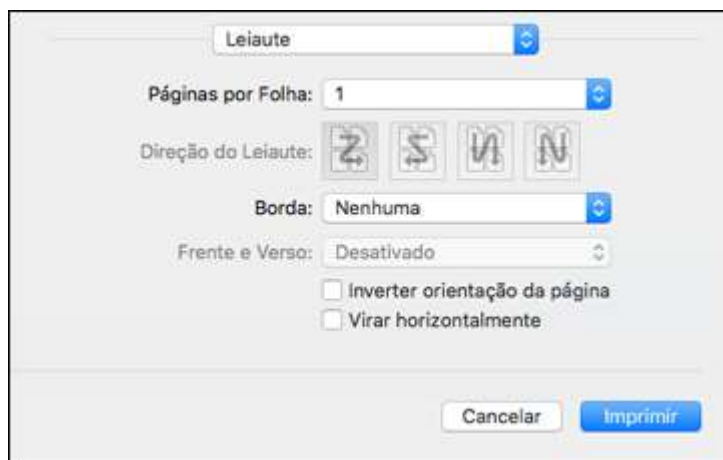 Leiaute
Páginas por Folha: 1
Direção do Leiaute:
Borda: Nenhuma
Frente e Verso: Desativado
Inverter orientação da página
Virar horizontalmente
Cancelar Imprimir